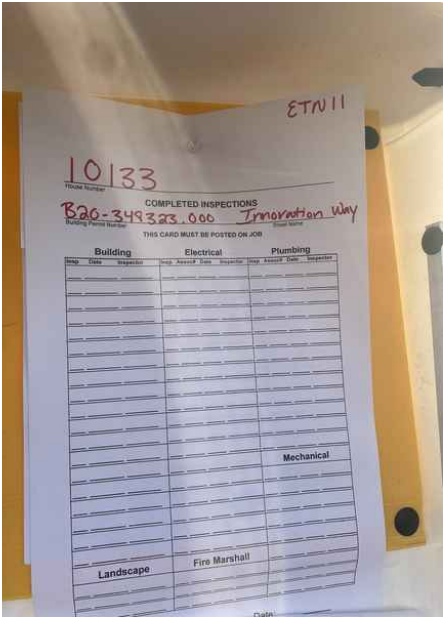 ETN11
10133
House Number
COMPLETED INSPECTIONS
B20-349323.000 Innovation Way
Building Permit Number Street Name
THIS CARD MUST BE POSTED ON JOB
Building Electrical Plumbing
Insp Date Inspector Insp Assoc# Date Inspector Insp Assoc# Date Inspector
Mechanical
Landscape Fire Marshall
Date: